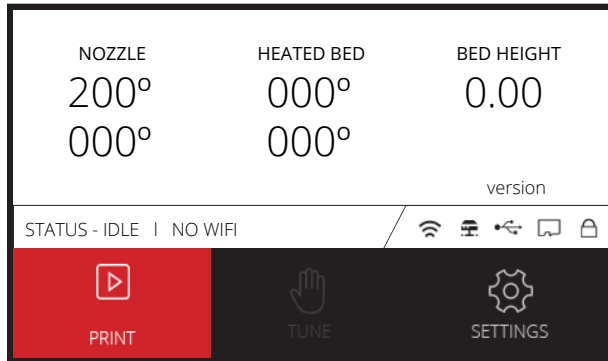 NOZZLE HEATED BED BED HEIGHT
200º 000º 0.00
000º 000º
version
STATUS - IDLE I NO WIFI
PRINT TUNE SETTINGS